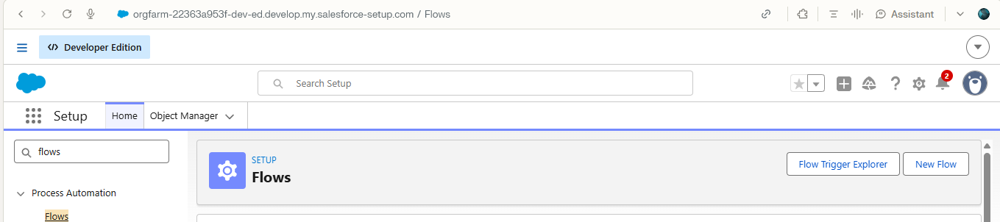 orgfarm-22363a953f-dev-ed.develop.my.salesforce-setup.com / Flows
Assistant
</> Developer Edition
Search Setup
2
Setup
Home
Object Manager
flows
SETUP
Flows
Flow Trigger Explorer
New Flow
Process Automation
Flows